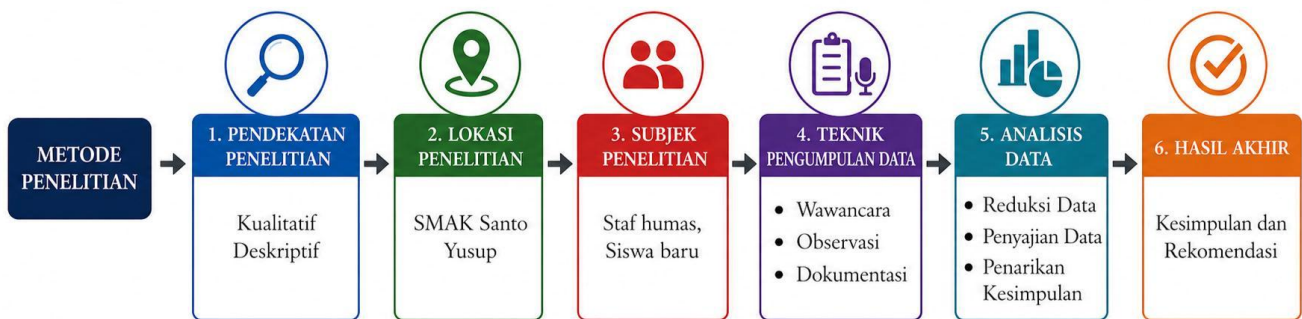 METODE
PENELITIAN
1. PENDEKATAN
PENELITIAN
Kualitatif
Deskriptif
2. LOKASI
PENELITIAN
SMAK Santo
Yusup
3. SUBJEK
PENELITIAN
Staf humas,
Siswa baru
4. TEKNIK
PENGUMPULAN DATA
• Wawancara
• Observasi
• Dokumentasi
5. ANALISIS
DATA
• Reduksi Data
• Penyajian Data
• Penarikan
Kesimpulan
6. HASIL AKHIR
Kesimpulan dan
Rekomendasi